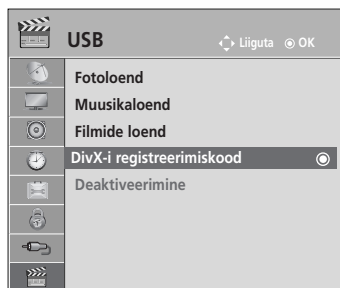 USB
Liiguta OK
Fotoloend
Muusikaloend
Filmide loend
DivX-i registreerimiskood
Deaktiveerimine